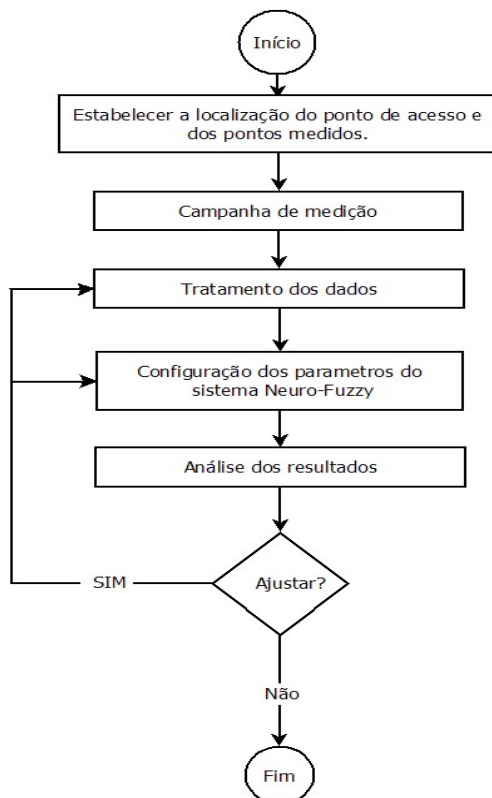 Início
Estabelecer a localização do ponto de acesso e
dos pontos medidos.
Campanha de medição
Tratamento dos dados
Configuração dos parametros do
sistema Neuro-Fuzzy
Análise dos resultados
Ajustar?
SIM
Não
Fim